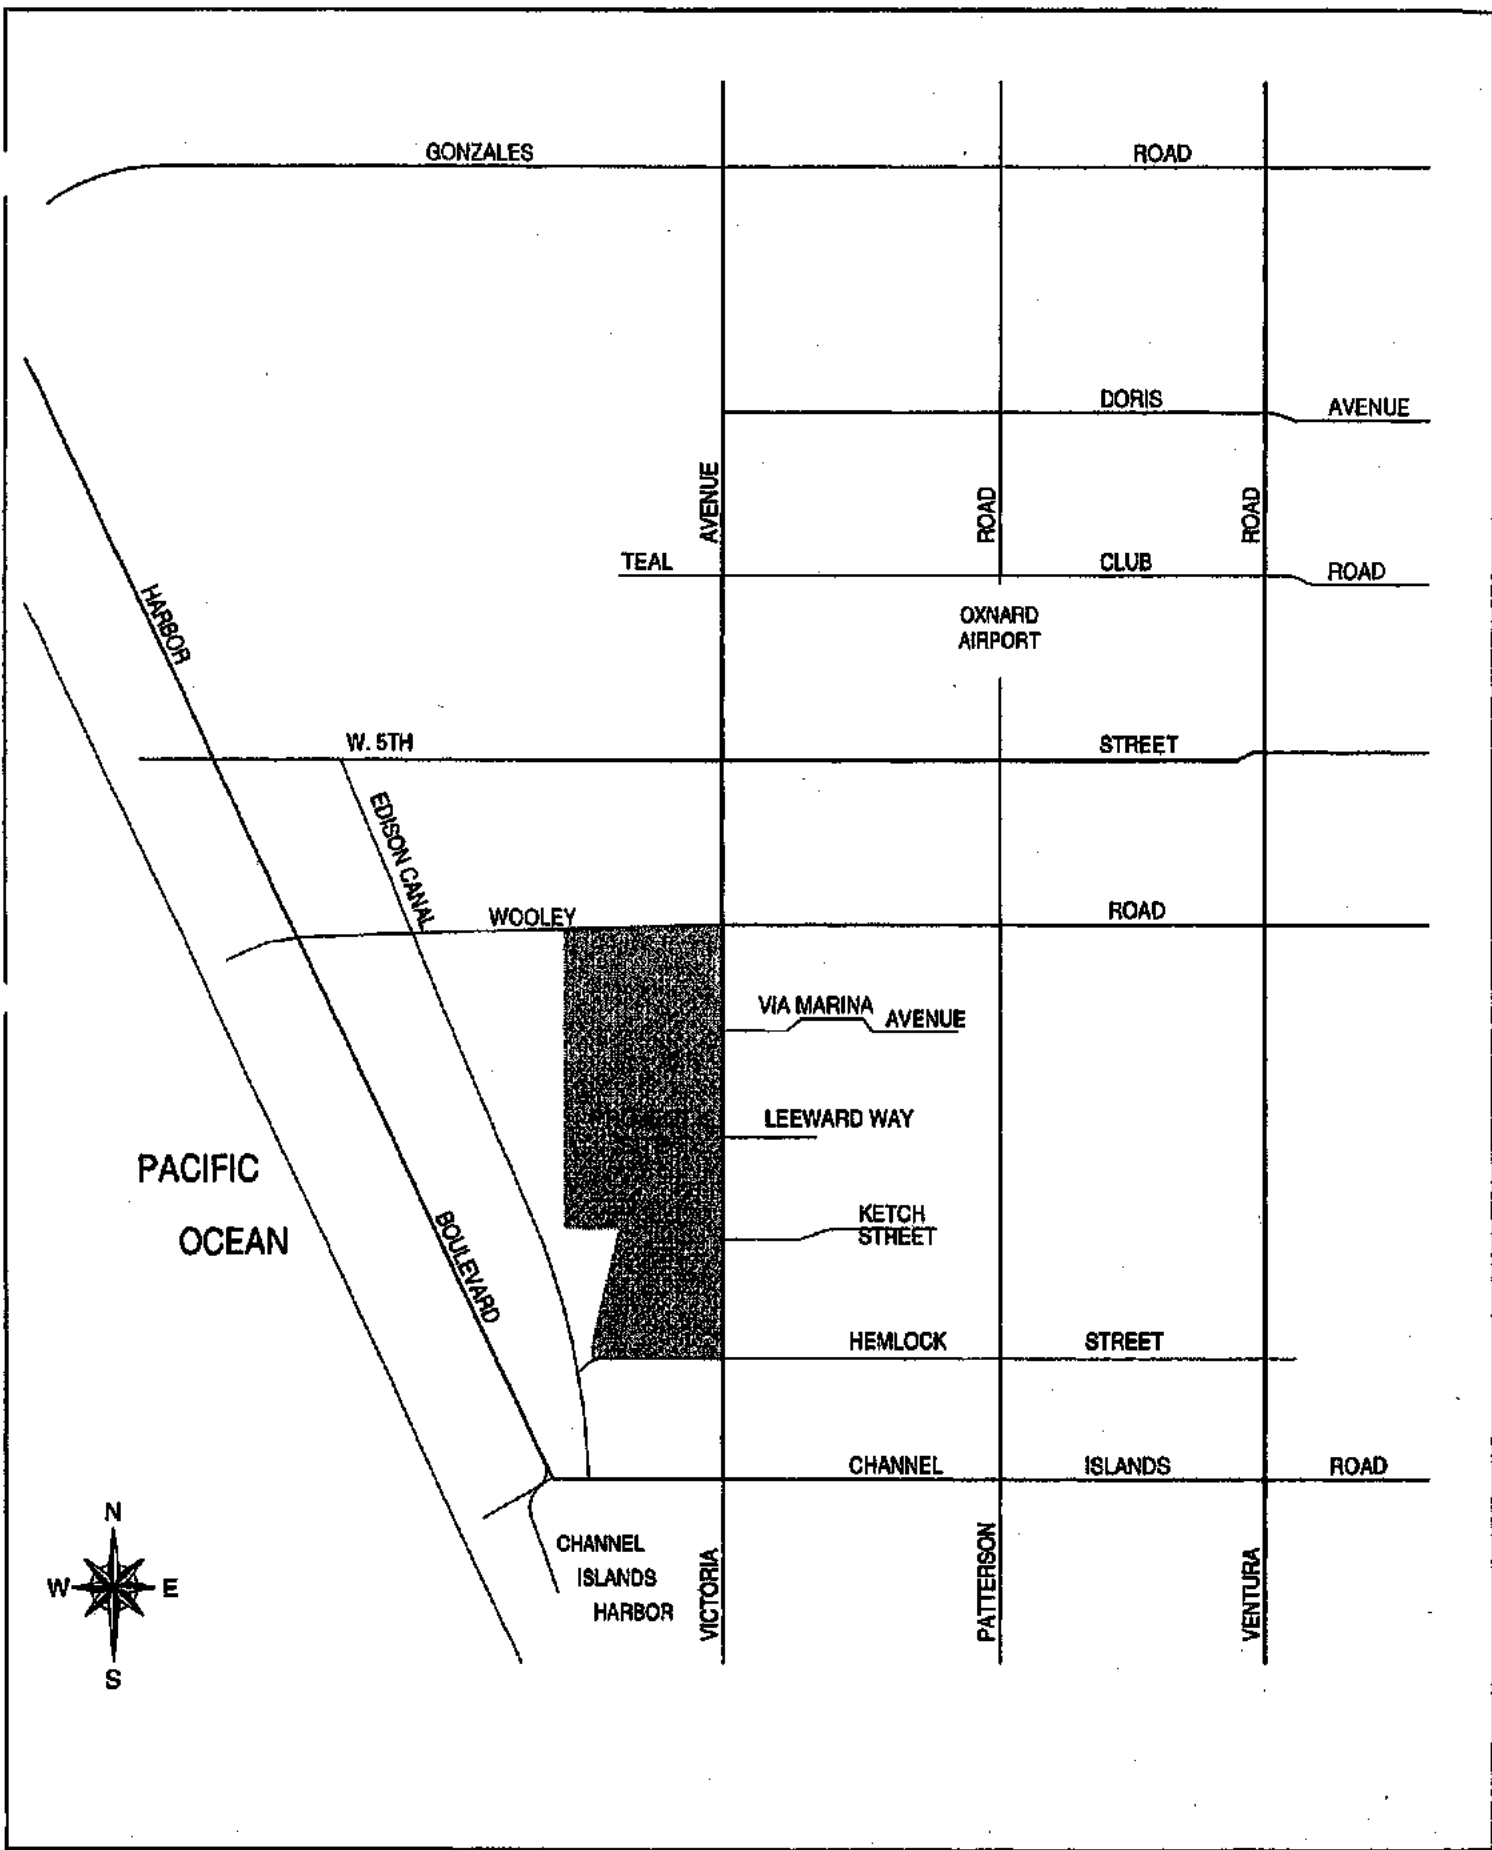 GONZALES ROAD
DORIS AVENUE
AVENUE
ROAD
ROAD
TEAL CLUB ROAD
OXNARD
AIRPORT
HARBOR
W. 5TH STREET
EDISON CANAL
WOOLEY ROAD
VIA MARINA AVENUE
LEEWARD WAY
PACIFIC
OCEAN
KETCH
STREET
BOULEVARD
HEMLOCK STREET
CHANNEL ISLANDS ROAD
N
W E
S
CHANNEL
ISLANDS
HARBOR
VICTORIA
PATTERSON
VENTURA